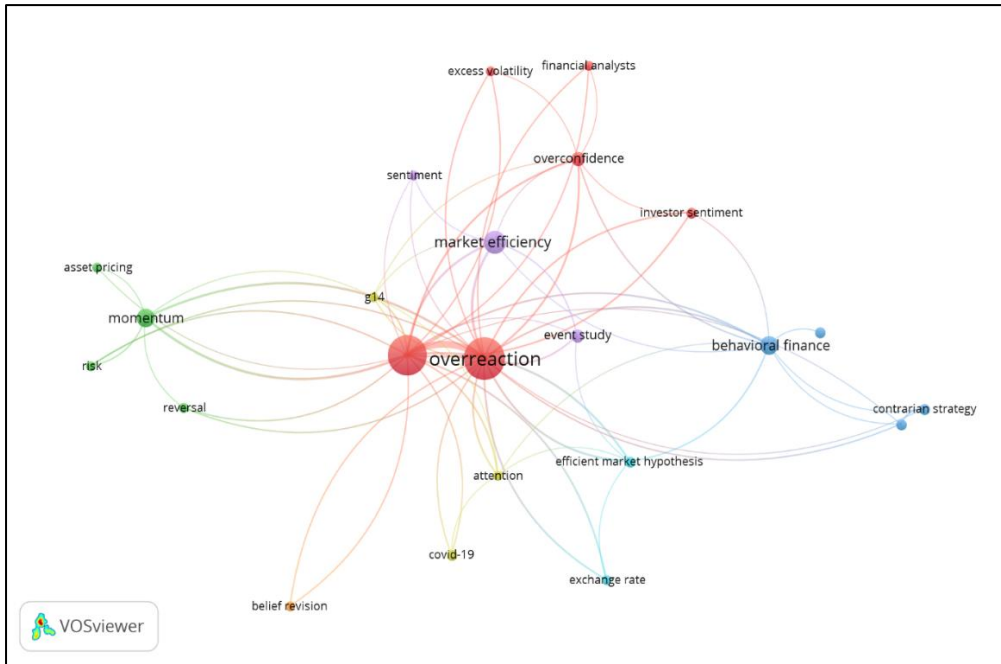 excess volatility
financial analysts
overconfidence
sentiment
investor sentiment
market efficiency
asset pricing
g14
momentum
event study
behavioral finance
overreaction
risk
reversal
contrarian strategy
efficient market hypothesis
attention
covid-19
exchange rate
belief revision
VOSviewer